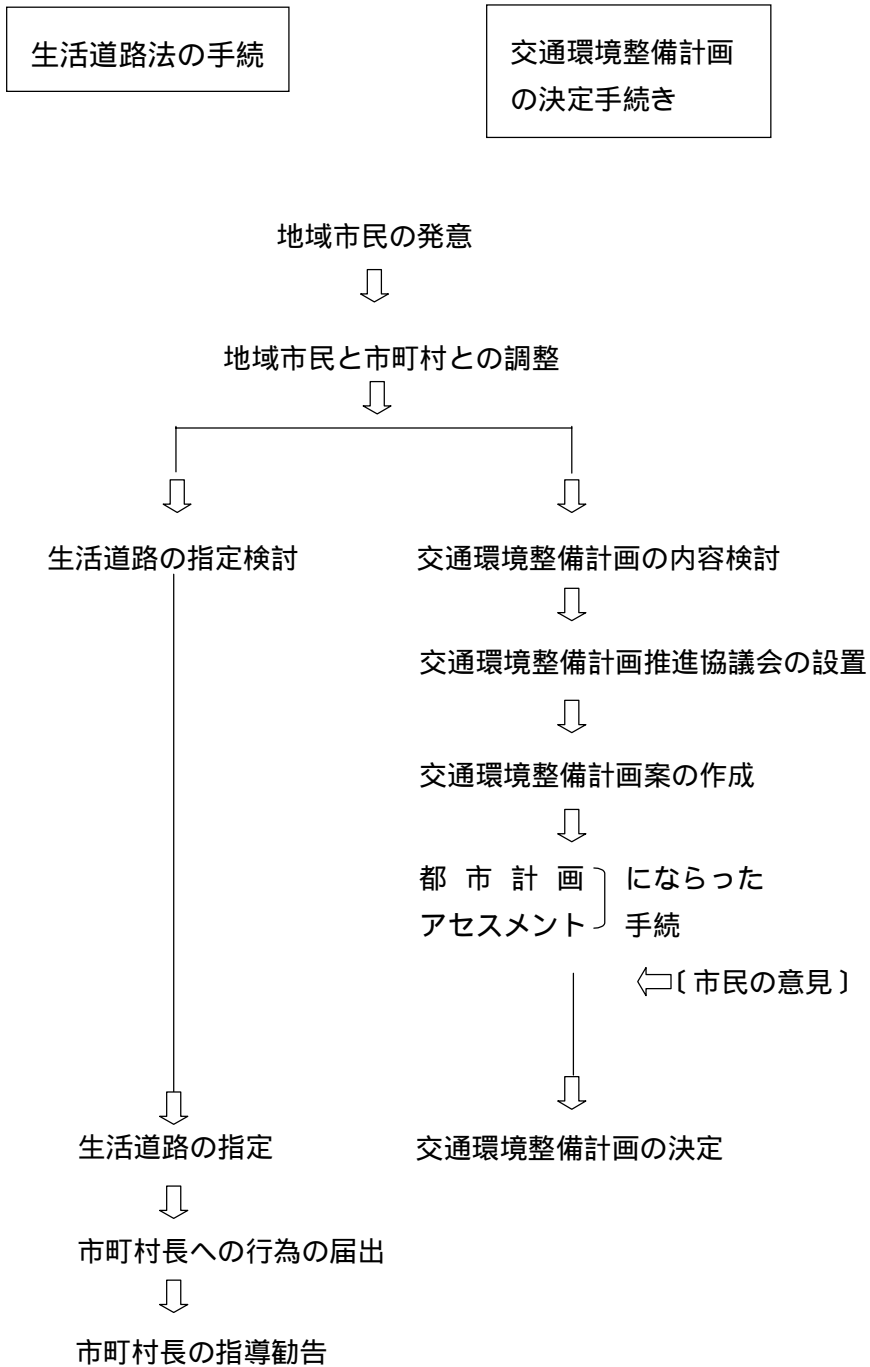 生活道路法の手続
交通環境整備計画
の決定手続き
地域市民の発意
地域市民と市町村との調整
生活道路の指定検討
交通環境整備計画の内容検討
交通環境整備計画推進協議会の設置
交通環境整備計画案の作成
都市計画 にならった
アセスメント 手続
〔市民の意見〕
生活道路の指定
交通環境整備計画の決定
市町村長への行為の届出
市町村長の指導勧告